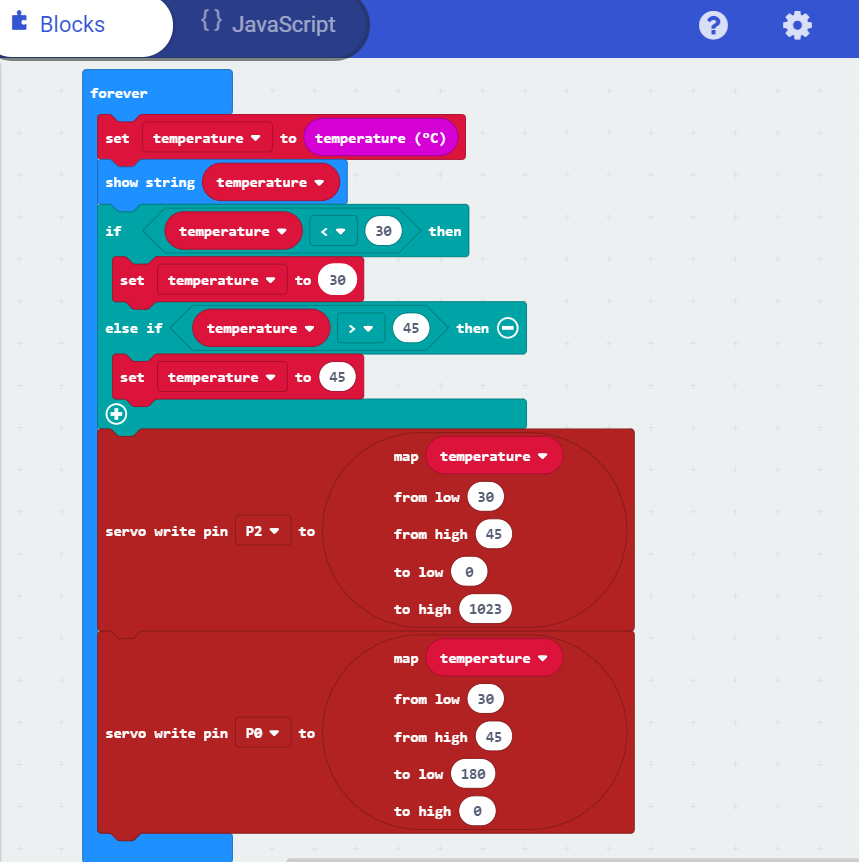 Blocks {} JavaScript ?
forever
set temperature to temperature (ºC)
show string temperature
if temperature < 30 then
set temperature to 30
else if temperature > 45 then
set temperature to 45
map temperature
from low 30
from high 45
servo write pin P2 to
to low 0
to high 1023
map temperature
from low 30
from high 45
servo write pin P0 to
to low 180
to high 0